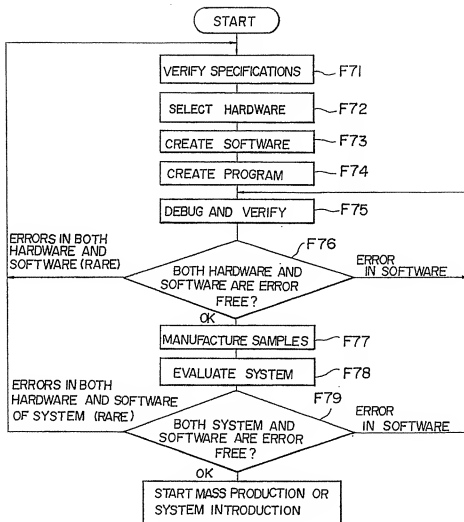 START
VERIFY SPECIFICATIONS F71
SELECT HARDWARE F72
CREATE SOFTWARE F73
CREATE PROGRAM F74
DEBUG AND VERIFY F75
F76
ERRORS IN BOTH
HARDWARE AND
SOFTWARE (RARE)
BOTH HARDWARE AND
SOFTWARE ARE ERROR
FREE?
ERROR
IN SOFTWARE
OK
MANUFACTURE SAMPLES F77
EVALUATE SYSTEM F78
F79
ERRORS IN BOTH
HARDWARE AND SOFTWARE
OF SYSTEM (RARE)
BOTH SYSTEM AND
SOFTWARE ARE ERROR
FREE?
ERROR
IN SOFTWARE
OK
START MASS PRODUCTION OR
SYSTEM INTRODUCTION